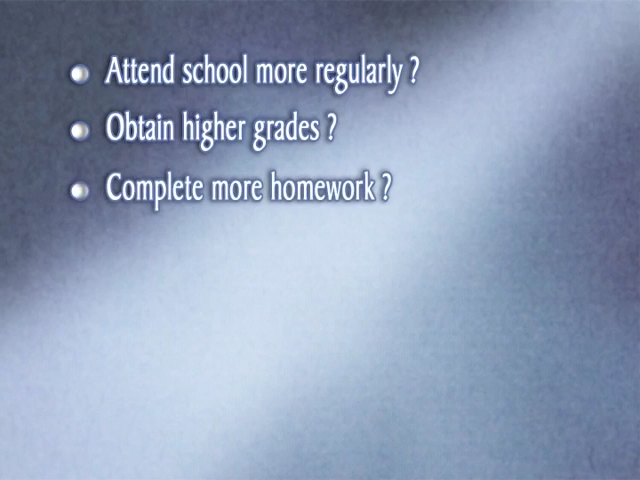 Attend school more regularly ?
Obtain higher grades ?
Complete more homework ?